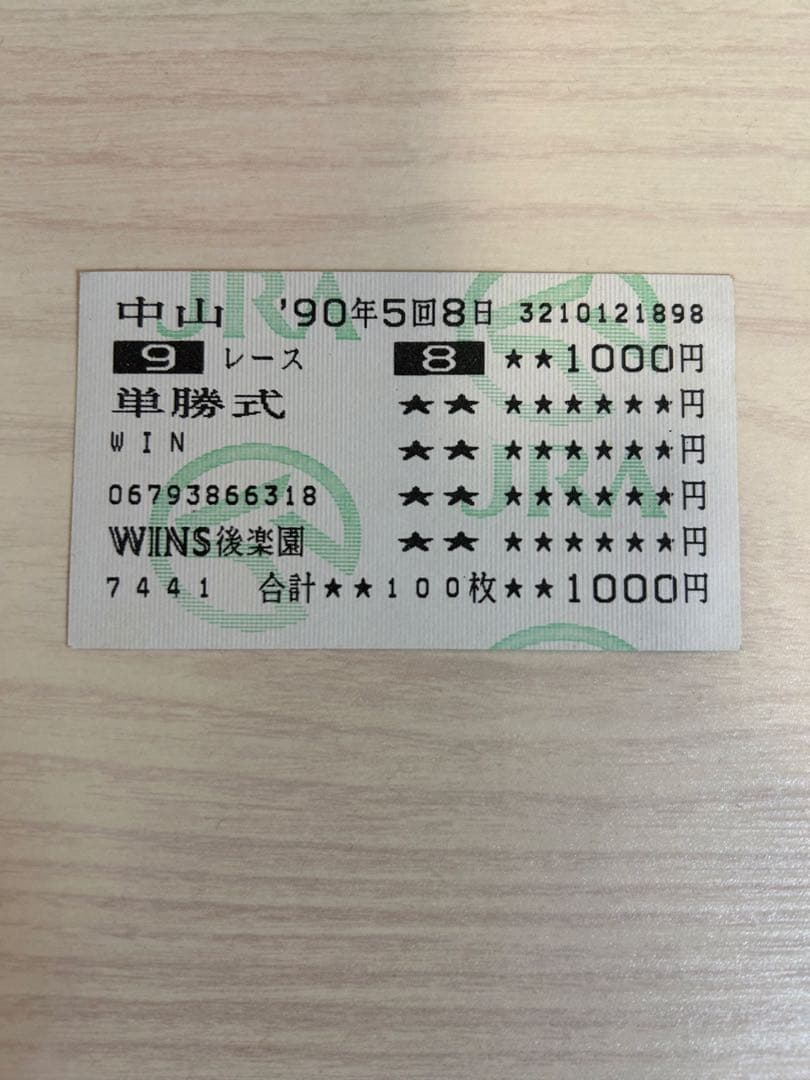 中山 '90年5回8日 3210121898
9 レース 8 ★★1000円
単勝式 ★★ ★★★★★★円
WIN ★★ ★★★★★★円
06793866318 ★★ ★★★★★★円
WINS後楽園 ★★ ★★★★★★円
7441 合計★★100枚★★1000円
JRA
JRA